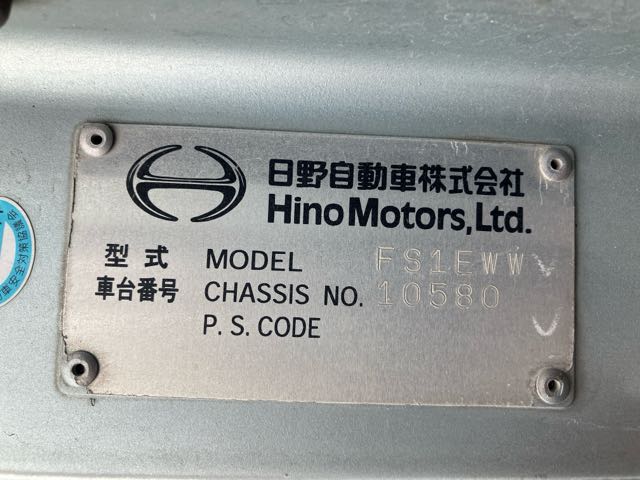 日野自動車株式会社
Hino Motors, Ltd.
型式 MODEL FS1EWW
車台番号 CHASSIS NO. 10580
P. S. CODE